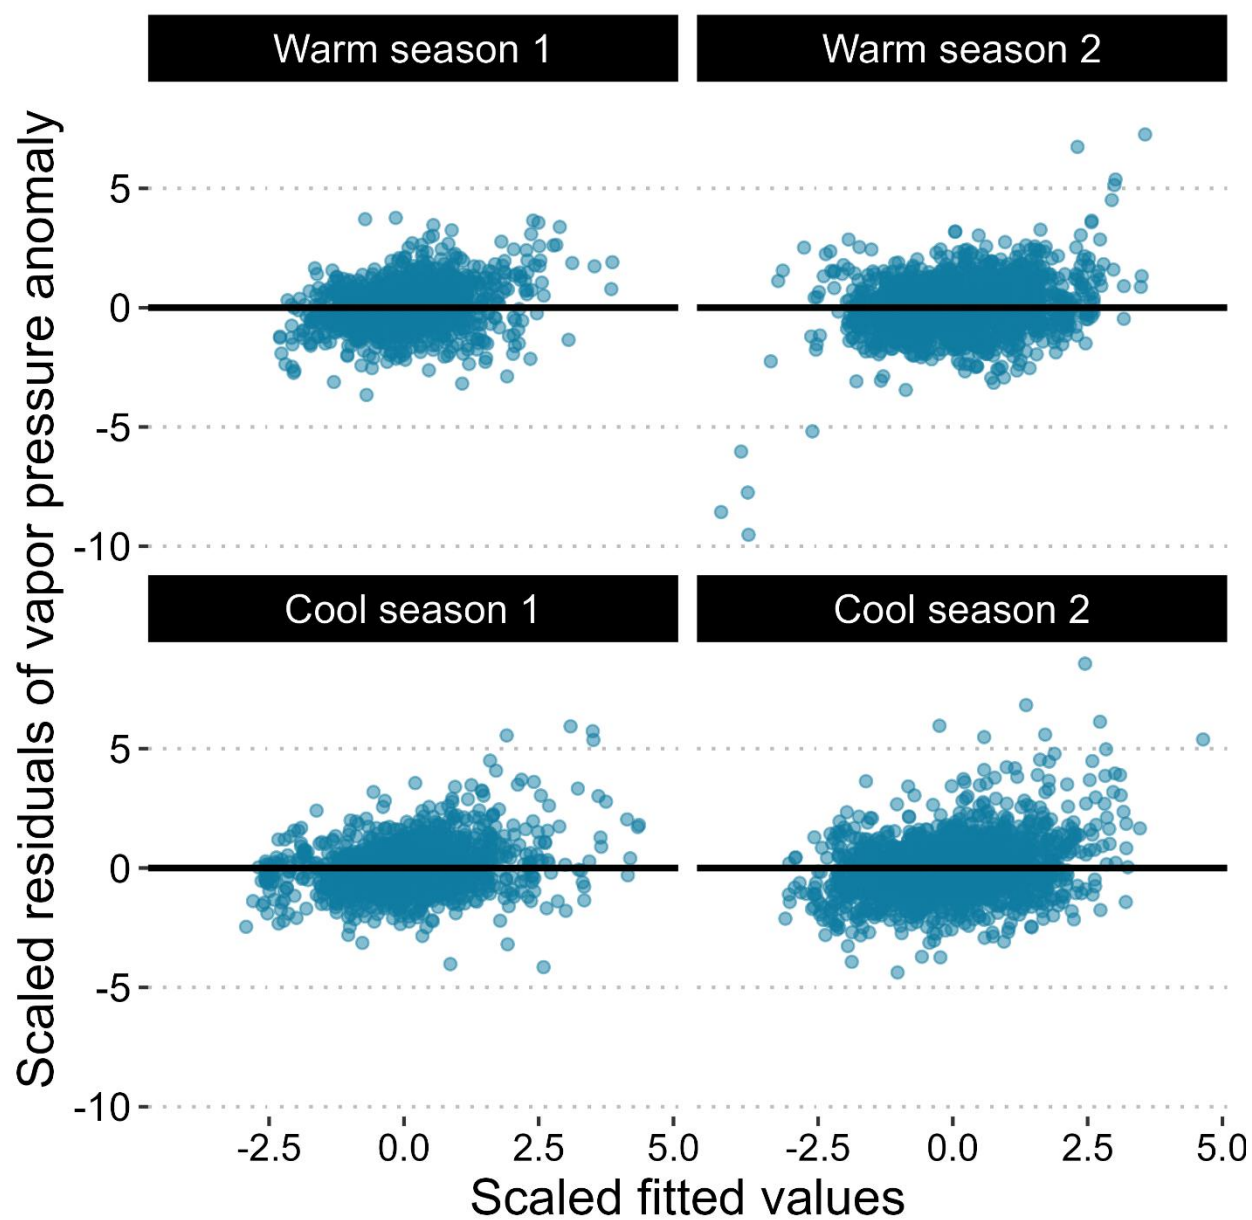 Warm season 1
Warm season 2
Scaled residuals of vapor pressure anomaly
5
0
-5
-10
Cool season 1
Cool season 2
5
0
-5
-10
-2.5 0.0 2.5 5.0 -2.5 0.0 2.5 5.0
Scaled fitted values